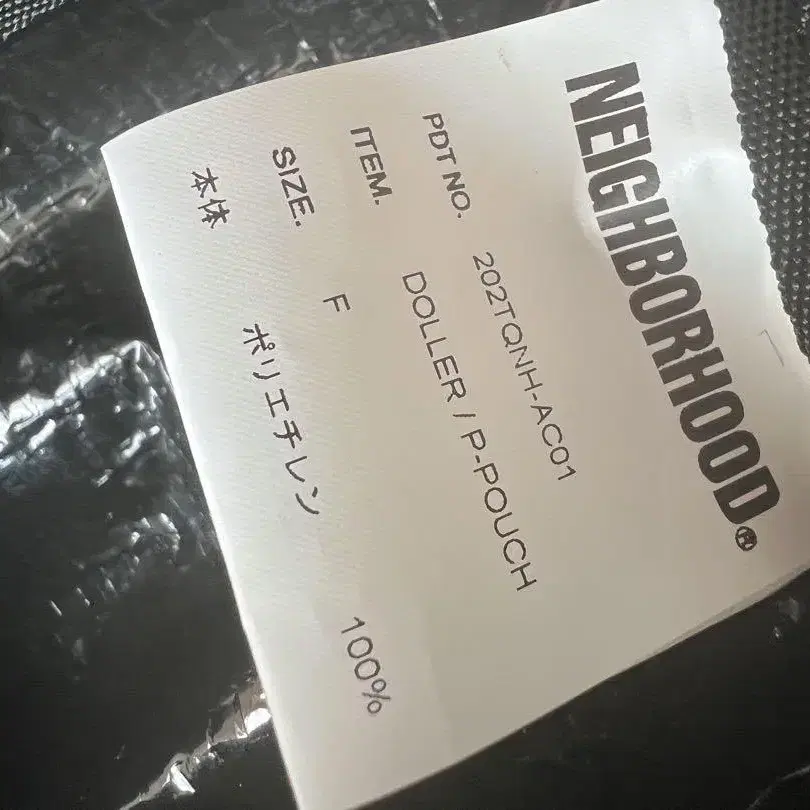 NEIGHBORHOOD®
PDT NO. 202TQNH-AC01
ITEM. DOLLER / P-POUCH
SIZE. F
本体 ポリエチレン 100%